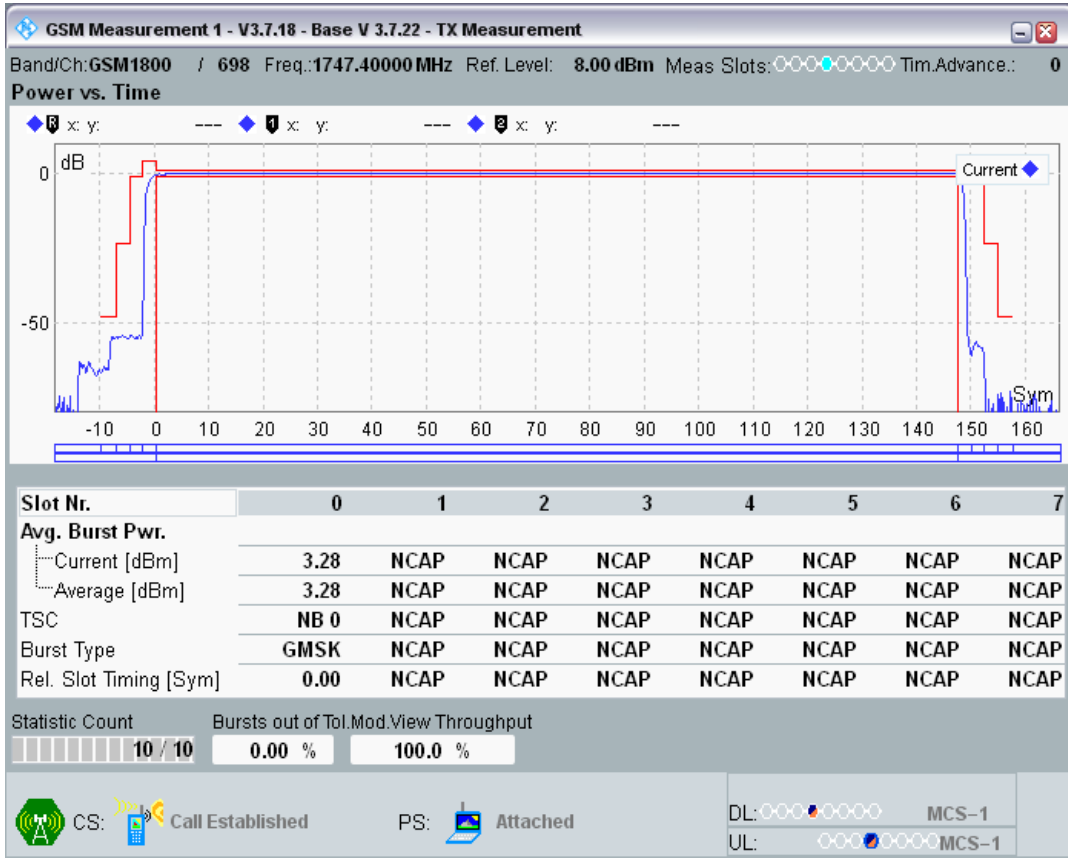 GSM Measurement 1 - V3.7.18 - Base V 3.7.22 - TX Measurement
Band/Ch:GSM1800 / 698 Freq.:1747.40000 MHz Ref. Level: 8.00 dBm Meas Slots: Tim.Advance.: 0
Power vs. Time
R x: y: --- 1 x: y: --- 2 x: y: ---
dB
Current
0
-50
Sym
-10 0 10 20 30 40 50 60 70 80 90 100 110 120 130 140 150 160
Slot Nr. 0 1 2 3 4 5 6 7
Avg. Burst Pwr.
Current [dBm] 3.28 NCAP NCAP NCAP NCAP NCAP NCAP NCAP
Average [dBm] 3.28 NCAP NCAP NCAP NCAP NCAP NCAP NCAP
TSC NB 0 NCAP NCAP NCAP NCAP NCAP NCAP NCAP
Burst Type GMSK NCAP NCAP NCAP NCAP NCAP NCAP NCAP
Rel. Slot Timing [Sym] 0.00 NCAP NCAP NCAP NCAP NCAP NCAP NCAP
Statistic Count Bursts out of Tol.Mod.View Throughput
10 / 10 0.00 % 100.0 %
CS: Call Established PS: Attached
DL: MCS-1
UL: MCS-1